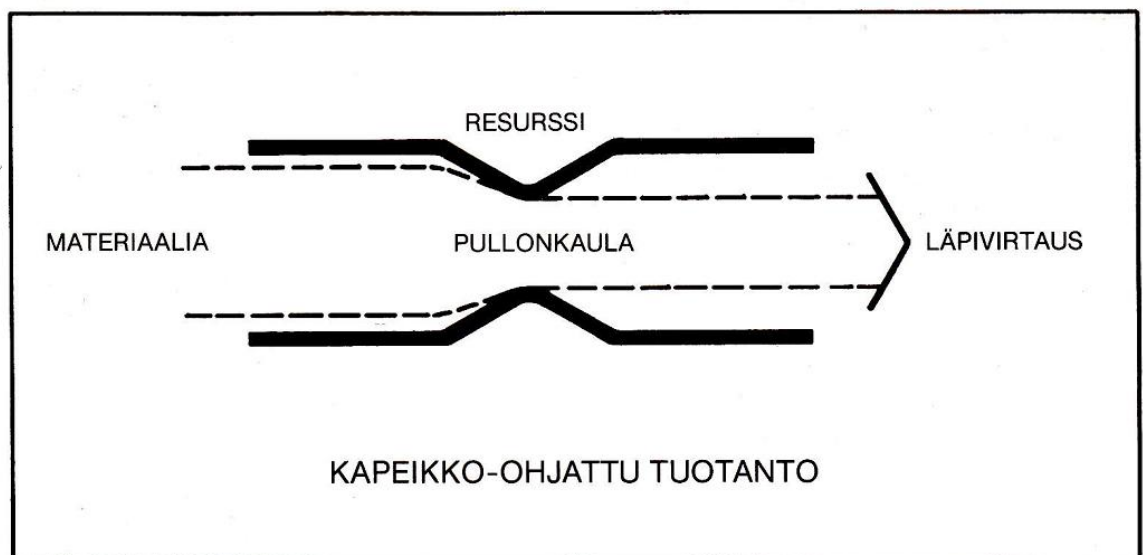 RESURSSI
MATERIAALIA
PULLONKAULA
LÄPIVIRTAUS
KAPEIKKO-OHJATTU TUOTANTO